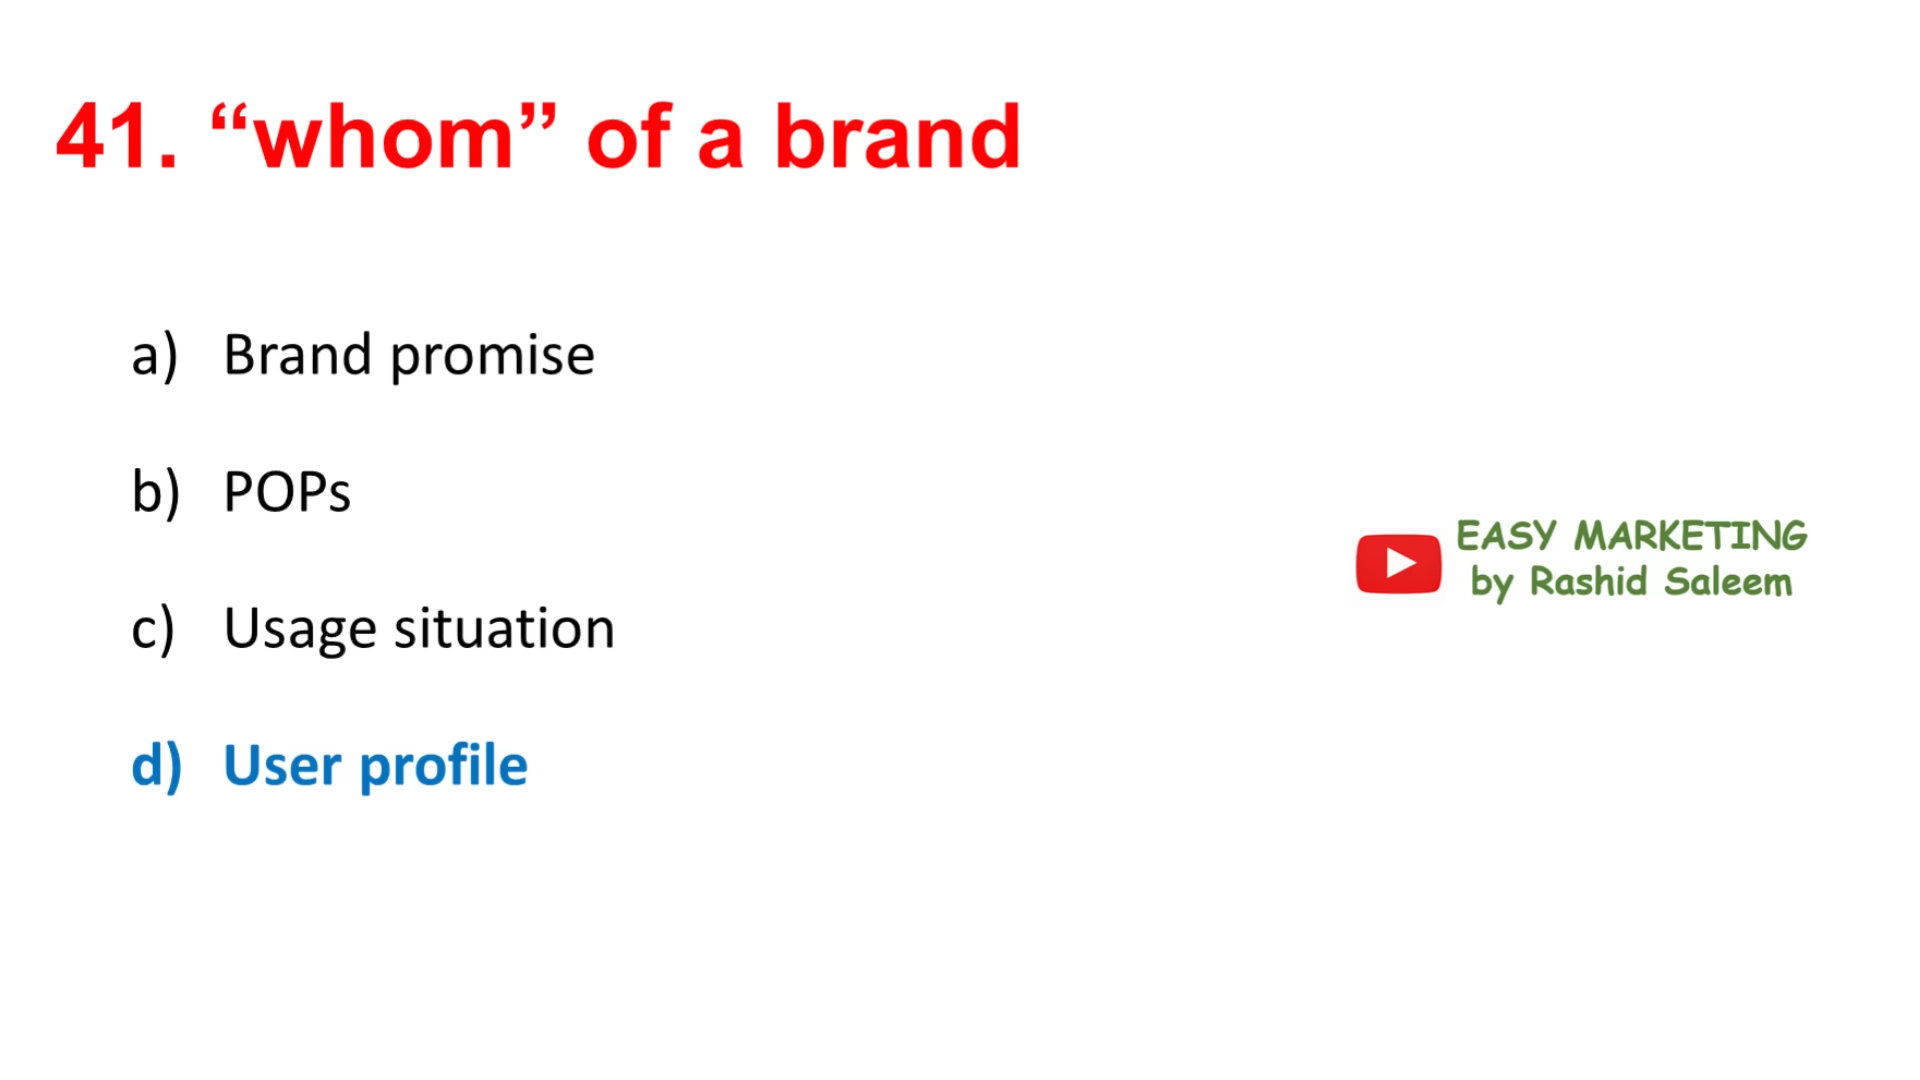 41. “whom” of a brand
a) Brand promise
b) POPs
c) Usage situation
d) User profile
EASY MARKETING
by Rashid Saleem